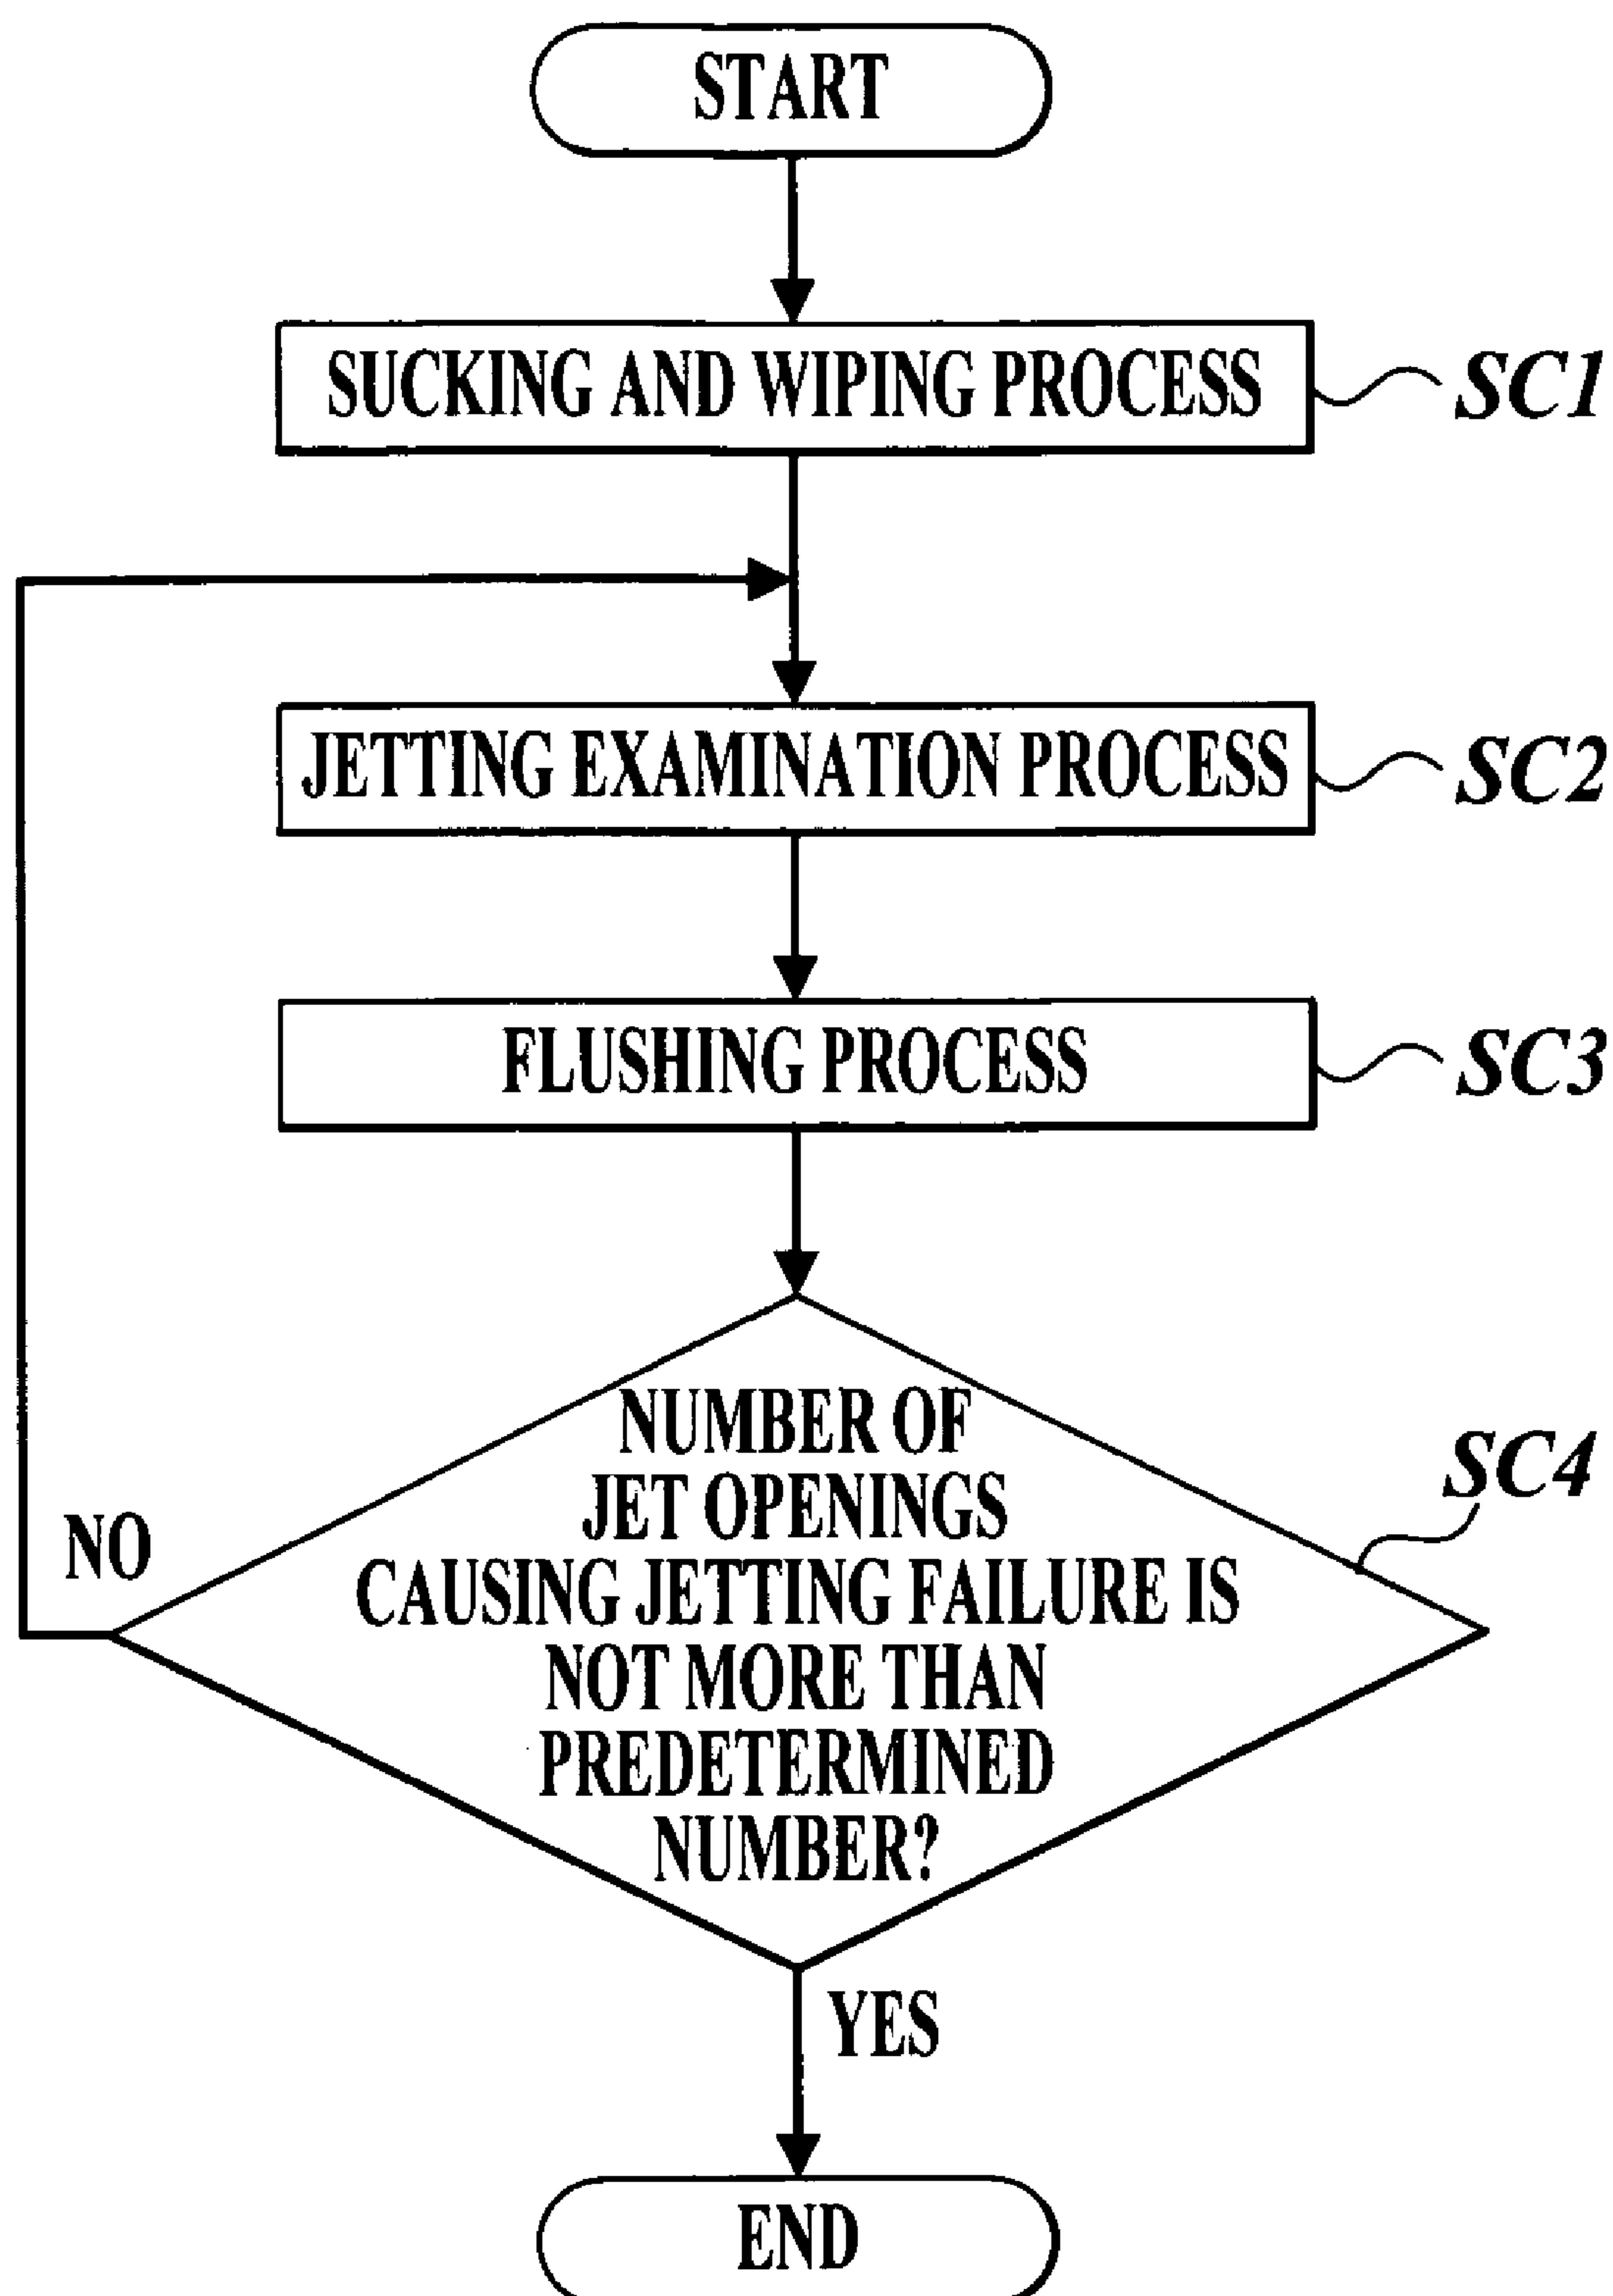 START
SUCKING AND WIPING PROCESS
SC1
JETTING EXAMINATION PROCESS
SC2
FLUSHING PROCESS
SC3
NUMBER OF
JET OPENINGS
CAUSING JETTING FAILURE IS
NOT MORE THAN
PREDETERMINED
NUMBER?
SC4
NO
YES
END